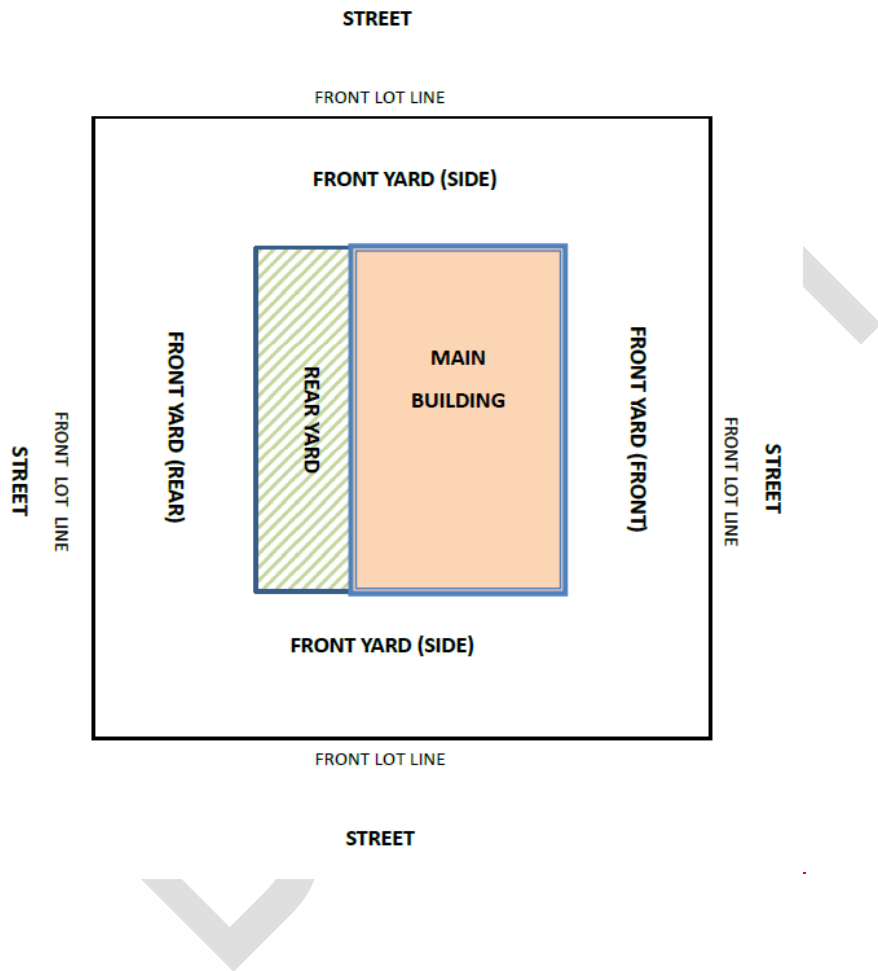 STREET
FRONT LOT LINE
FRONT YARD (SIDE)
STREET
FRONT LOT LINE
FRONT YARD (REAR)
REAR YARD
MAIN
BUILDING
FRONT YARD (FRONT)
FRONT LOT LINE
STREET
FRONT YARD (SIDE)
FRONT LOT LINE
STREET